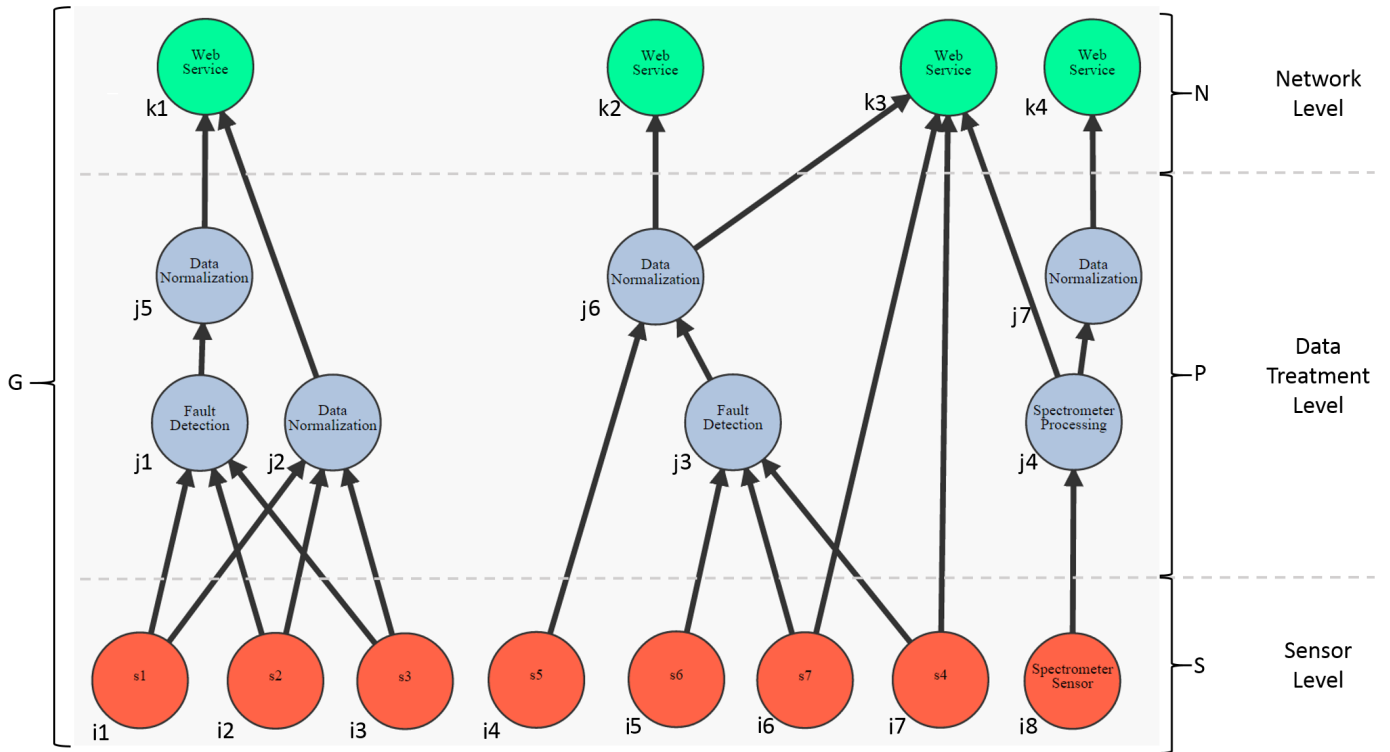 Web
Service
k1
Web
Service
k2
Web
Service
k3
Web
Service
k4
N
Network
Level
Data
Normalization
j5
Data
Normalization
j6
Data
Normalization
j7
G
Fault
Detection
j1
Data
Normalization
j2
Fault
Detection
j3
Spectrometer
Processing
j4
P
Data
Treatment
Level
s1
i1
s2
i2
s3
i3
s5
i4
s6
i5
s7
i6
s4
i7
Spectrometer
Sensor
i8
S
Sensor
Level